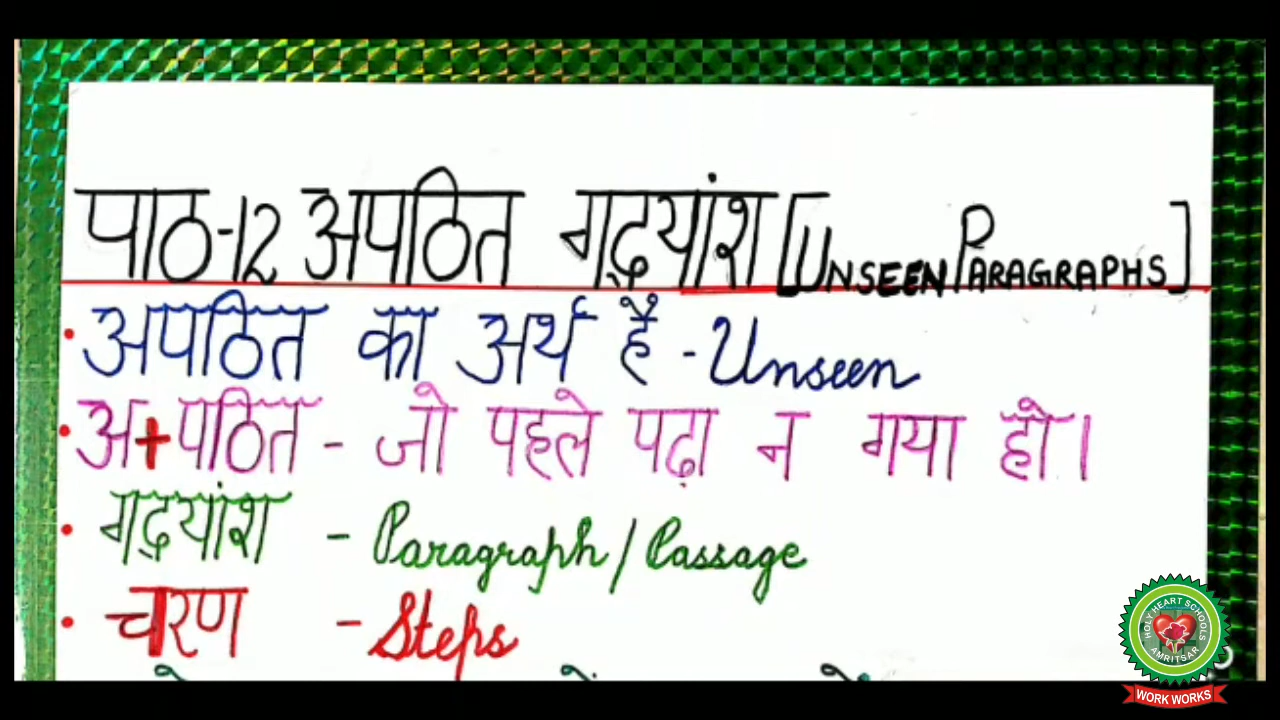 पाठ-12 अपठित गद्यांश [UNSEEN PARAGRAPHS]
• अपठित का अर्थ है - Unseen
• अ+पठित - जो पहले पढ़ा न गया हो।
• गद्यांश - Paragraph/Passage
• चरण - Steps
HOLY HEART SCHOOLS
AMRITSAR
WORK WORKS